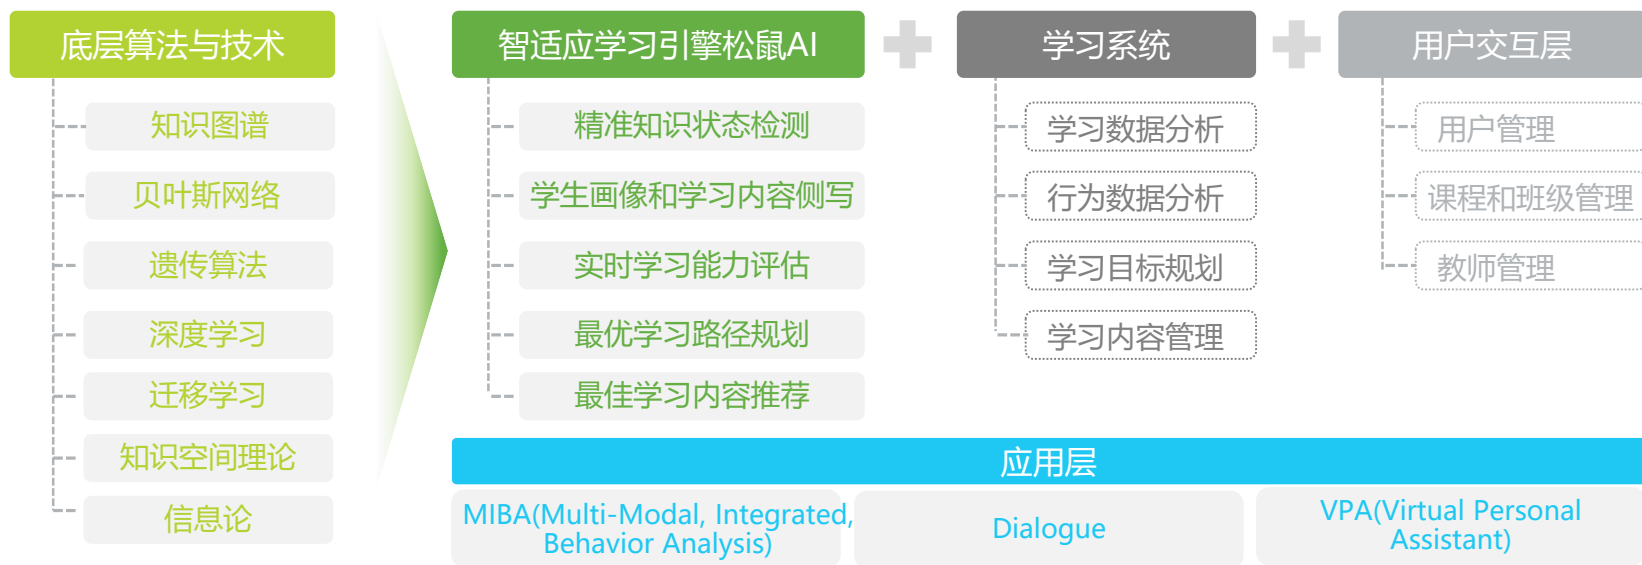 底层算法与技术
知识图谱
贝叶斯网络
遗传算法
深度学习
迁移学习
知识空间理论
信息论
智适应学习引擎松鼠AI
精准知识状态检测
学生画像和学习内容侧写
实时学习能力评估
最优学习路径规划
最佳学习内容推荐
学习系统
学习数据分析
行为数据分析
学习目标规划
学习内容管理
用户交互层
用户管理
课程和班级管理
教师管理
应用层
MIBA(Multi-Modal, Integrated,
Behavior Analysis)
Dialogue
VPA(Virtual Personal
Assistant)